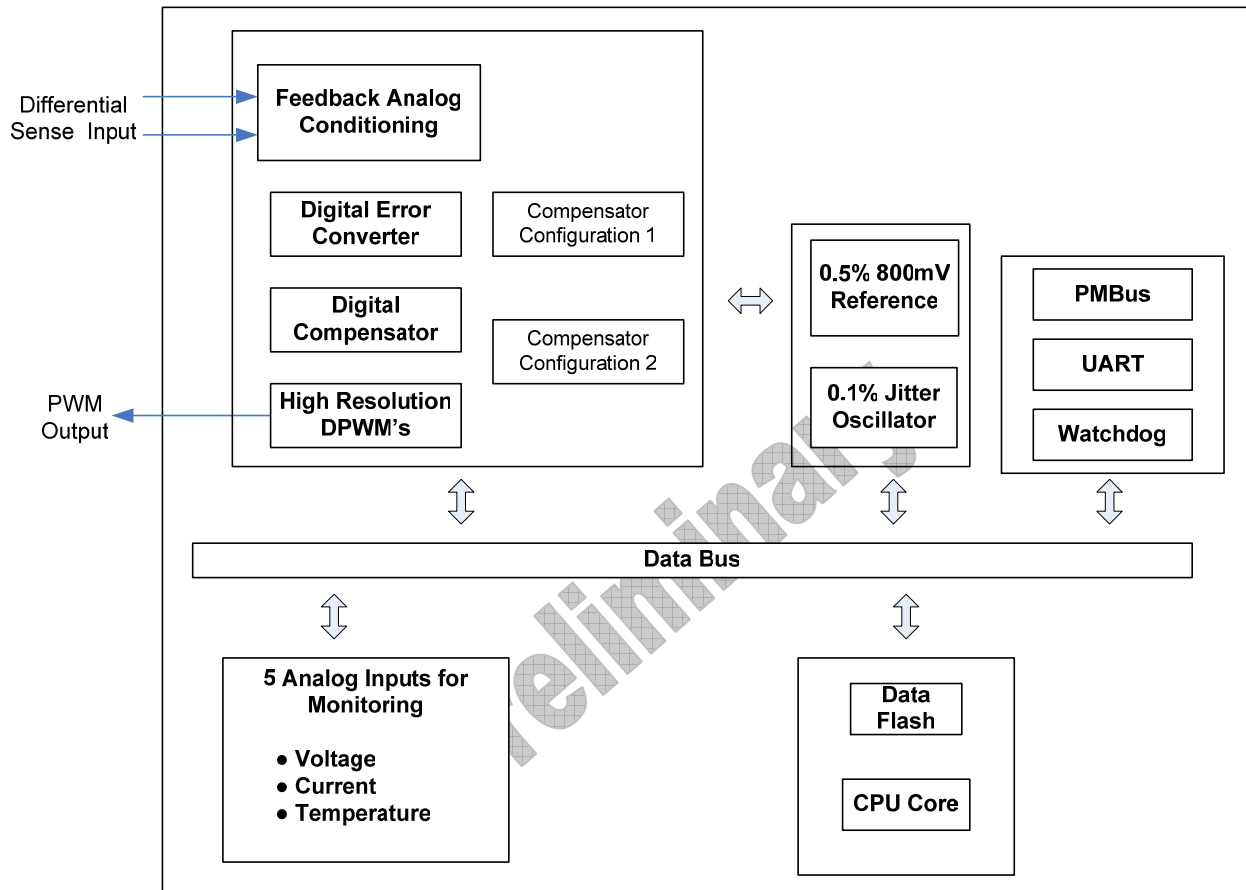 Differential
Sense Input
Feedback Analog
Conditioning
Digital Error
Converter
Compensator
Configuration 1
Digital
Compensator
Compensator
Configuration 2
PWM
Output
High Resolution
DPWM's
0.5% 800mV
Reference
0.1% Jitter
Oscillator
PMBus
UART
Watchdog
Data Bus
5 Analog Inputs for
Monitoring
● Voltage
● Current
● Temperature
Data
Flash
CPU Core
Preliminary